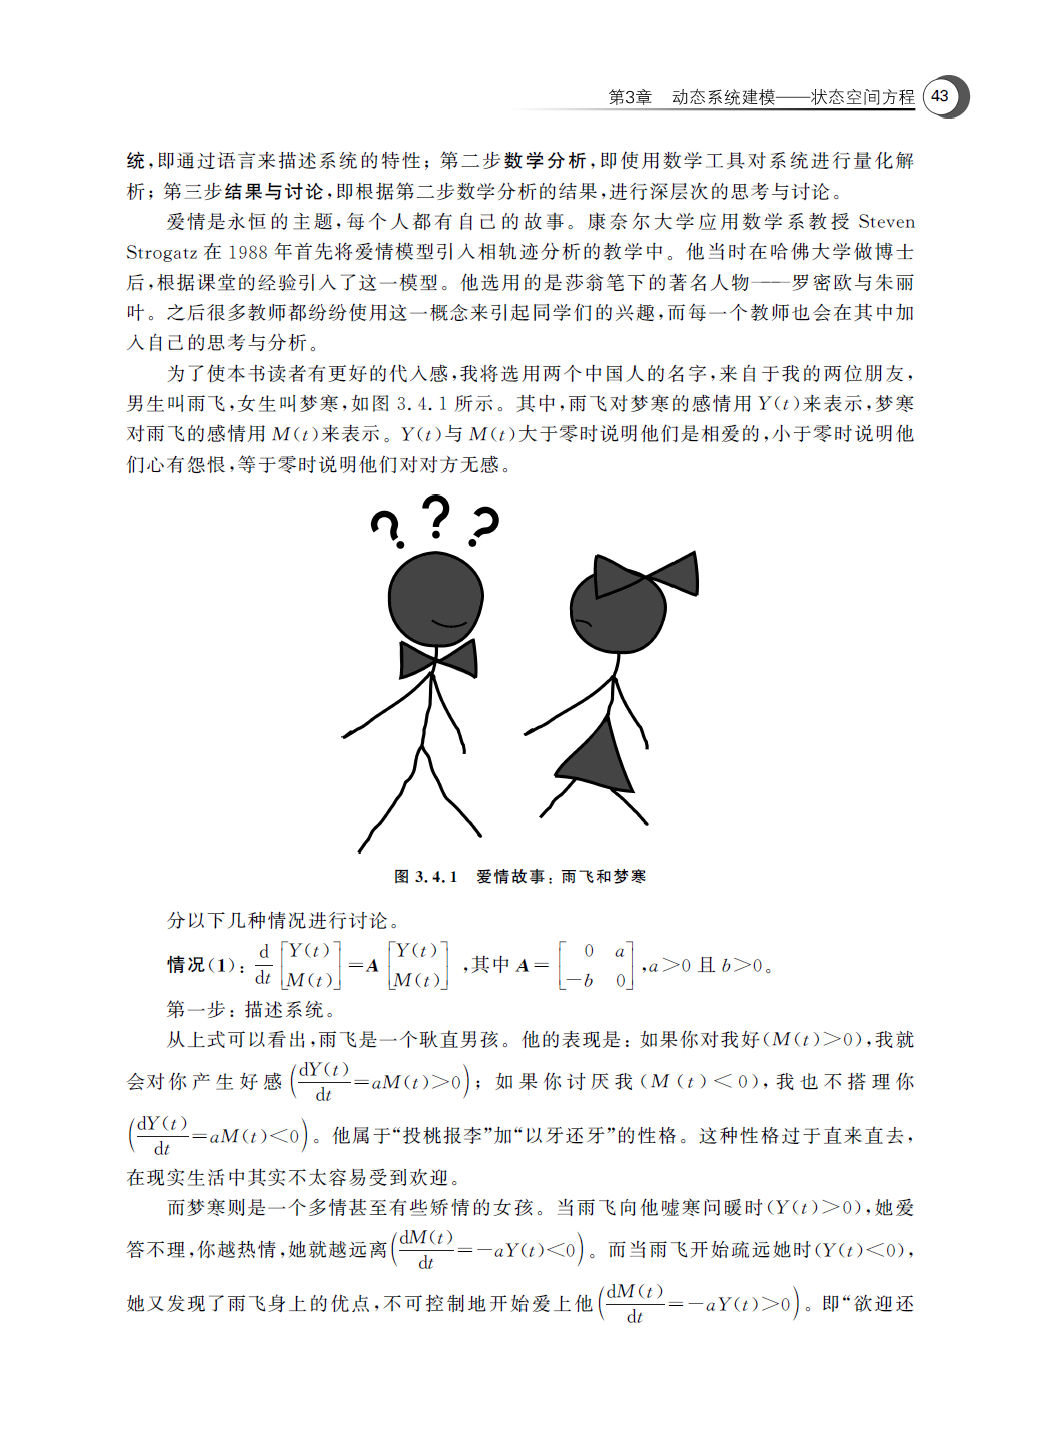 第3章 动态系统建模——状态空间方程 43
统,即通过语言来描述系统的特性;第二步数学分析,即使用数学工具对系统进行量化解
析;第三步结果与讨论,即根据第二步数学分析的结果,进行深层次的思考与讨论。
爱情是永恒的主题,每个人都有自己的故事。康奈尔大学应用数学系教授 Steven
Strogatz 在 1988 年首先将爱情模型引入相轨迹分析的教学中。他当时在哈佛大学做博士
后,根据课堂的经验引入了这一模型。他选用的是莎翁笔下的著名人物——罗密欧与朱丽
叶。之后很多教师都纷纷使用这一概念来引起同学们的兴趣,而每一个教师也会在其中加
入自己的思考与分析。
为了使本书读者有更好的代入感,我将选用两个中国人的名字,来自于我的两位朋友,
男生叫雨飞,女生叫梦寒,如图 3.4.1 所示。其中,雨飞对梦寒的感情用 Y(t)来表示,梦寒
对雨飞的感情用 M(t)来表示。Y(t)与 M(t)大于零时说明他们是相爱的,小于零时说明他
们心有怨恨,等于零时说明他们对对方无感。
? ? ?
图 3.4.1 爱情故事:雨飞和梦寒
分以下几种情况进行讨论。
情况(1): d/dt [Y(t) M(t)] = A [Y(t) M(t)] ,其中 A = [0 a −b 0] ,a>0 且 b>0。
第一步:描述系统。
从上式可以看出,雨飞是一个耿直男孩。他的表现是:如果你对我好(M(t)>0),我就
会对你产生好感(dY(t)/dt=aM(t)>0);如果你讨厌我(M(t)<0),我也不搭理你
(dY(t)/dt=aM(t)<0)。他属于“投桃报李”加“以牙还牙”的性格。这种性格过于直来直去,
在现实生活中其实不太容易受到欢迎。
而梦寒则是一个多情甚至有些矫情的女孩。当雨飞向他嘘寒问暖时(Y(t)>0),她爱
答不理,你越热情,她就越远离(dM(t)/dt=−aY(t)<0)。而当雨飞开始疏远她时(Y(t)<0),
她又发现了雨飞身上的优点,不可控制地开始爱上他(dM(t)/dt=−aY(t)>0)。即“欲迎还